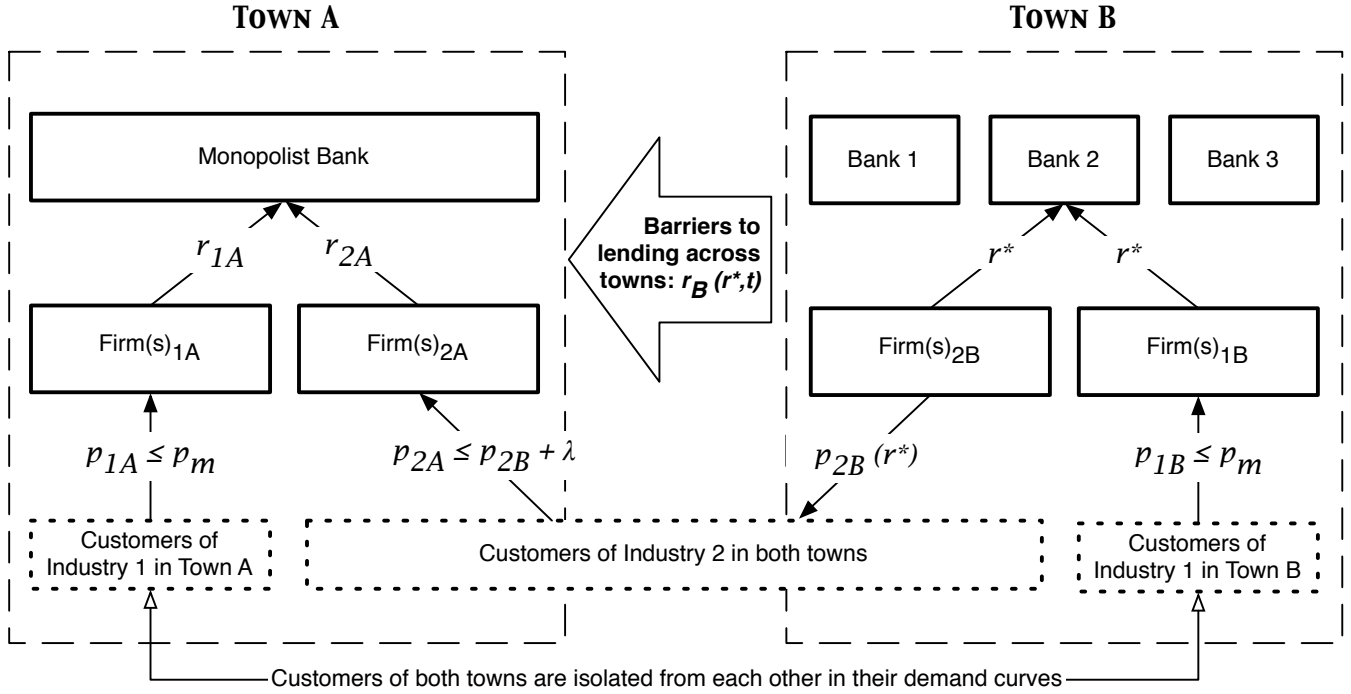 TOWN A
TOWN B
Monopolist Bank
Bank 1
Bank 2
Bank 3
Barriers to
lending across
towns: r_B (r*,t)
r_1A
r_2A
r*
r*
Firm(s)_1A
Firm(s)_2A
Firm(s)_2B
Firm(s)_1B
p_1A ≤ p_m
p_2A ≤ p_2B + λ
p_2B (r*)
p_1B ≤ p_m
Customers of
Industry 1 in Town A
Customers of Industry 2 in both towns
Customers of
Industry 1 in Town B
Customers of both towns are isolated from each other in their demand curves